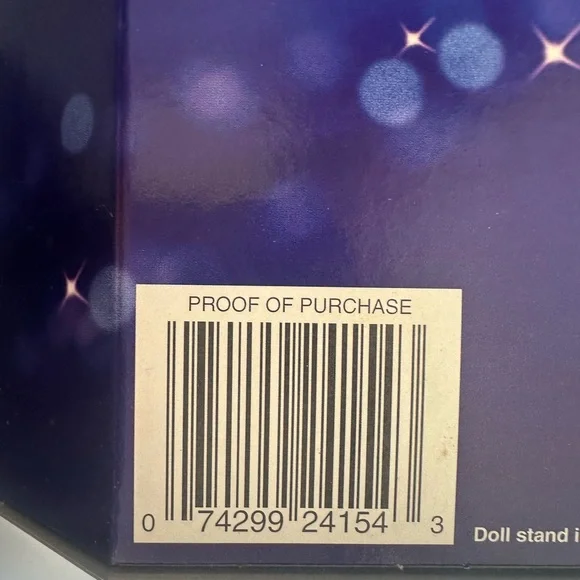 PROOF OF PURCHASE
0 74299 24154 3
Doll stand i